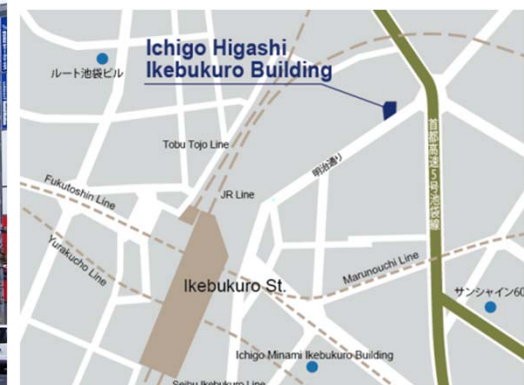 Ichigo Higashi
Ikebukuro Building
ルート池袋ビル
Tobu Tojo Line
明治通り
Fukutoshin Line
JR Line
Yurakucho Line
Marunouchi Line
Ikebukuro St.
サンシャイン60
Ichigo Minami Ikebukuro Building
Seibu Ikebukuro Line